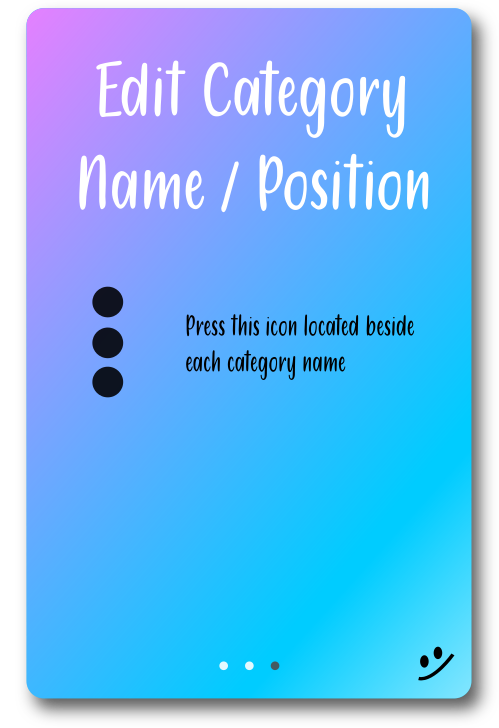 Edit Category
Name / Position
Press this icon located beside
each category name